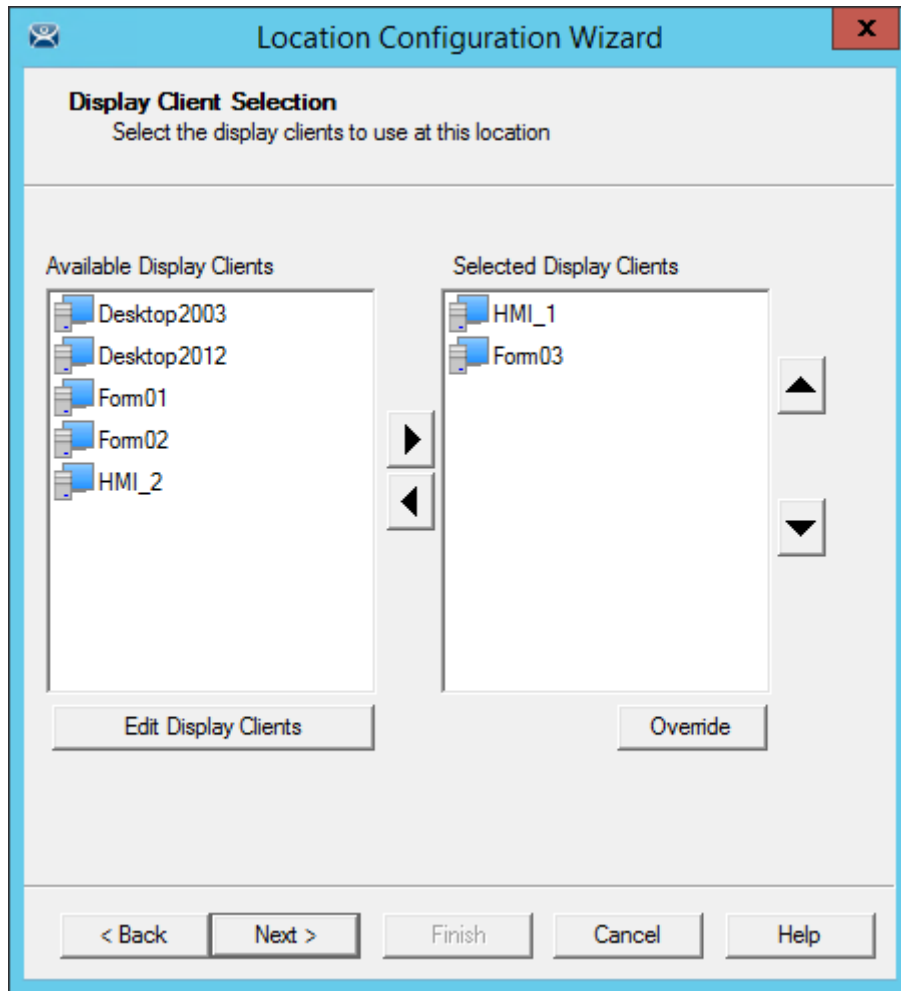 Location Configuration Wizard
x
Display Client Selection
Select the display clients to use at this location
Available Display Clients
Desktop2003
Desktop2012
Form01
Form02
HMI_2
Selected Display Clients
HMI_1
Form03
Edit Display Clients
Override
< Back
Next >
Finish
Cancel
Help